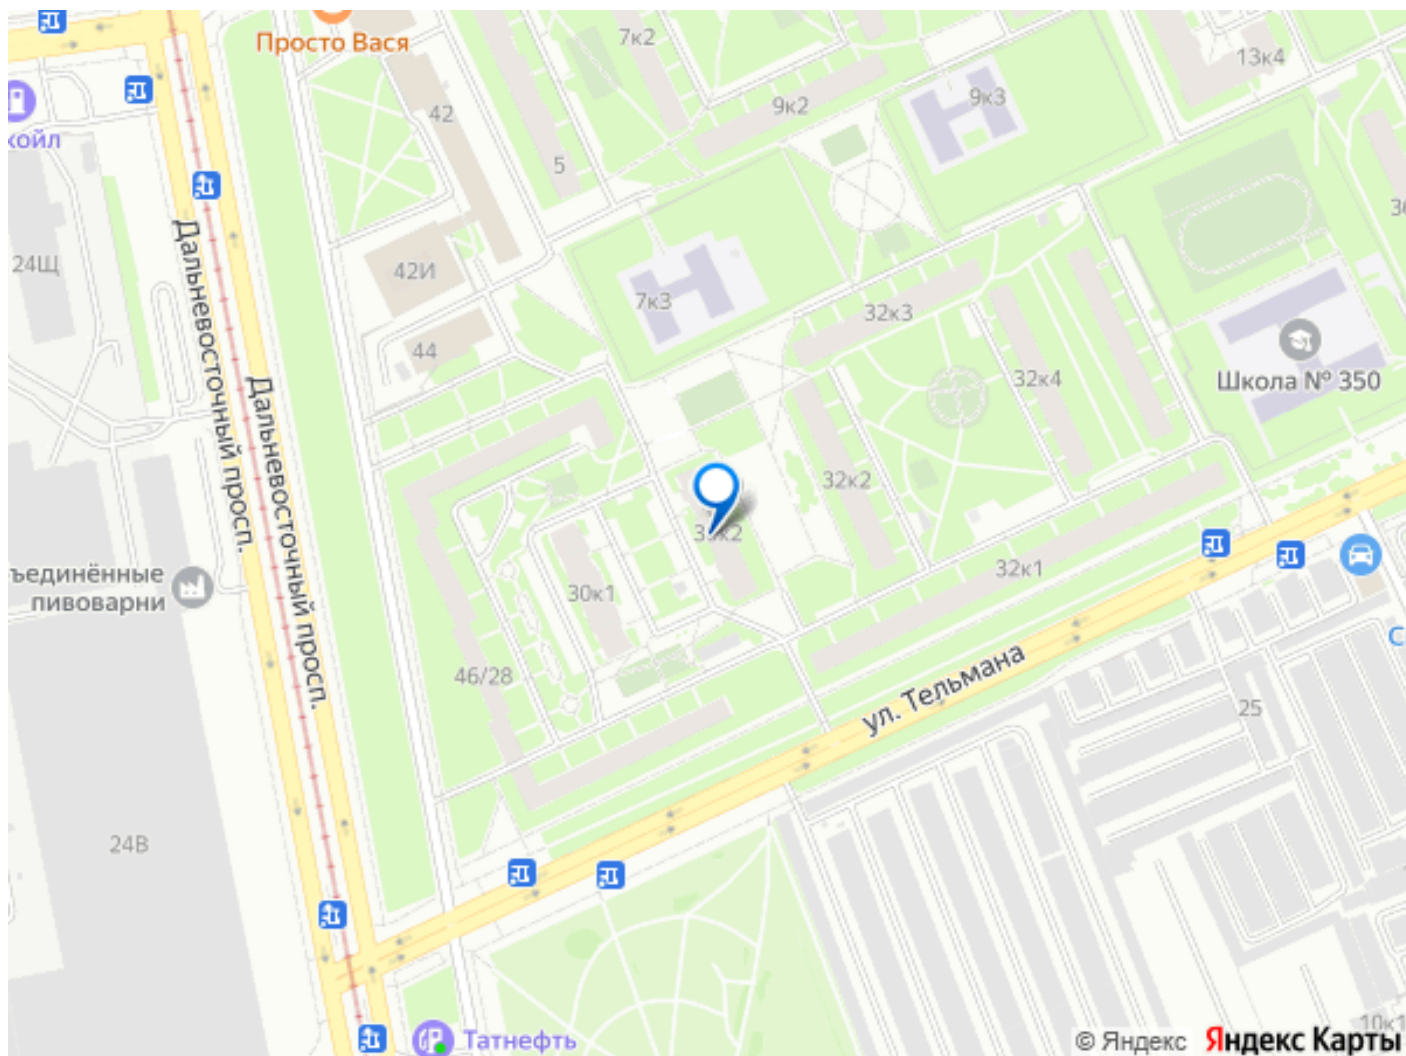 Просто Вася
7к2
13к4
42
9к2
9к3
5
24Щ
42И
7к3
32к3
44
32к4
Школа № 350
Дальневосточный просп.
Дальневосточный просп.
32к2
32к1
30к1
пивоварни
46/28
ул. Тельмана
25
24В
Татнефть
© Яндекс Яндекс Карты